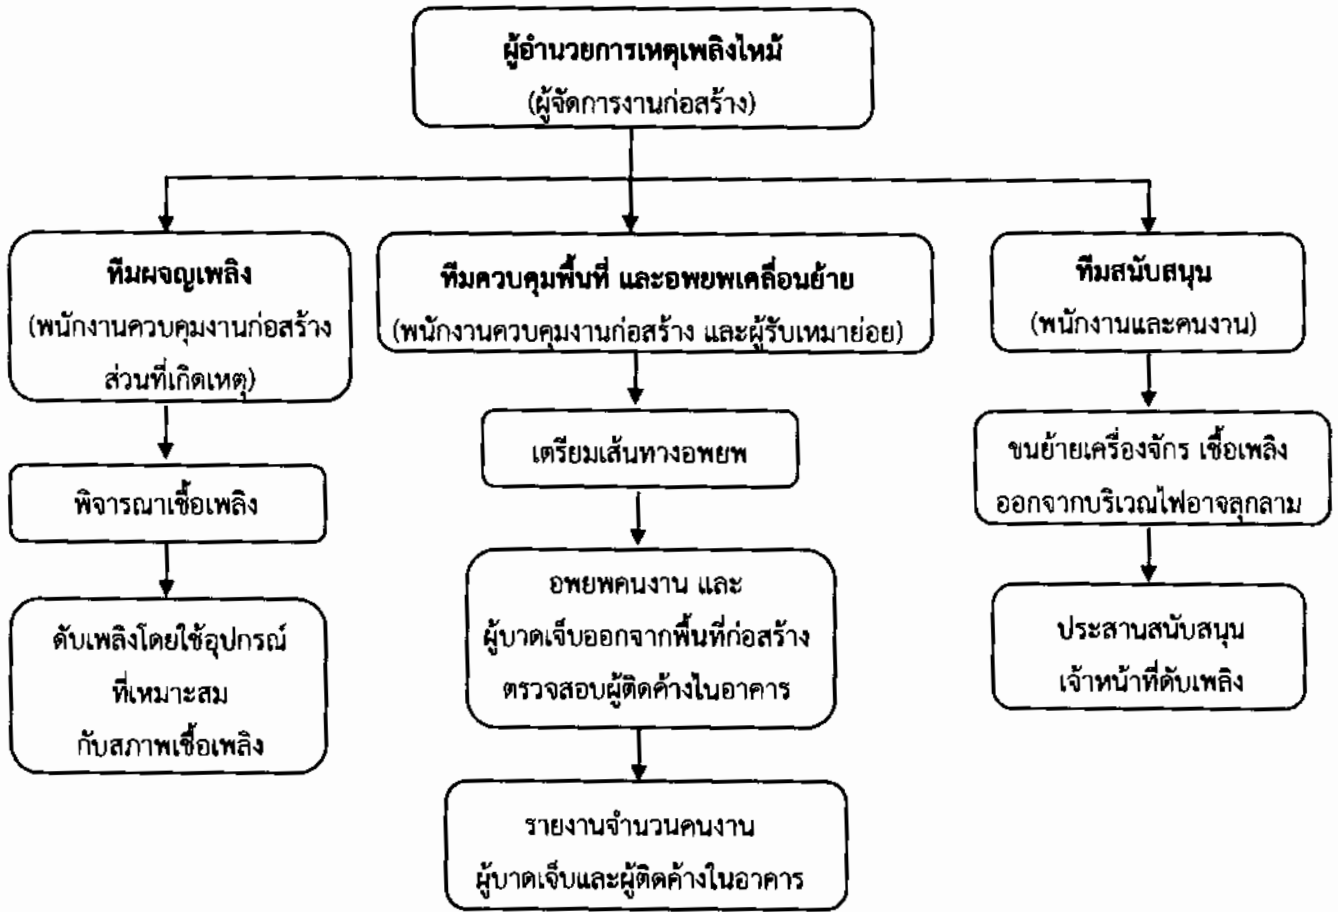 ผู้อำนวยการเหตุเพลิงไหม้
(ผู้จัดการงานก่อสร้าง)
ทีมผจญเพลิง
(พนักงานควบคุมงานก่อสร้าง
ส่วนที่เกิดเหตุ)
พิจารณาเชื้อเพลิง
ดับเพลิงโดยใช้อุปกรณ์
ที่เหมาะสม
กับสภาพเชื้อเพลิง
ทีมควบคุมพื้นที่ และอพยพเคลื่อนย้าย
(พนักงานควบคุมงานก่อสร้าง และผู้รับเหมาย่อย)
เตรียมเส้นทางอพยพ
อพยพคนงาน และ
ผู้บาดเจ็บออกจากพื้นที่ก่อสร้าง
ตรวจสอบผู้ติดค้างในอาคาร
รายงานจำนวนคนงาน
ผู้บาดเจ็บและผู้ติดค้างในอาคาร
ทีมสนับสนุน
(พนักงานและคนงาน)
ขนย้ายเครื่องจักร เชื้อเพลิง
ออกจากบริเวณไฟอาจลุกลาม
ประสานสนับสนุน
เจ้าหน้าที่ดับเพลิง